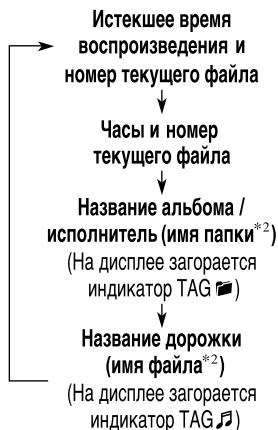 Истекшее время
воспроизведения и
номер текущего файла
Часы и номер
текущего файла
Название альбома /
исполнитель (имя папки*2)
(На дисплее загорается
индикатор TAG)
Название дорожки
(имя файла*2)
(На дисплее загорается
индикатор TAG)